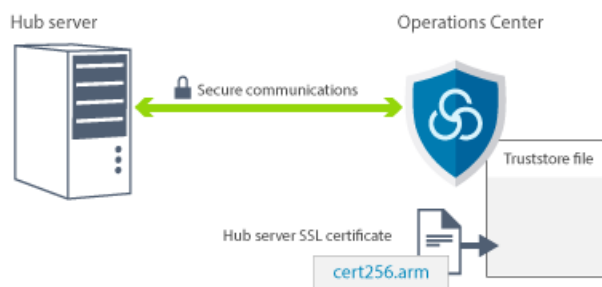 Hub server
Operations Center
Secure communications
Truststore file
Hub server SSL certificate
cert256.arm